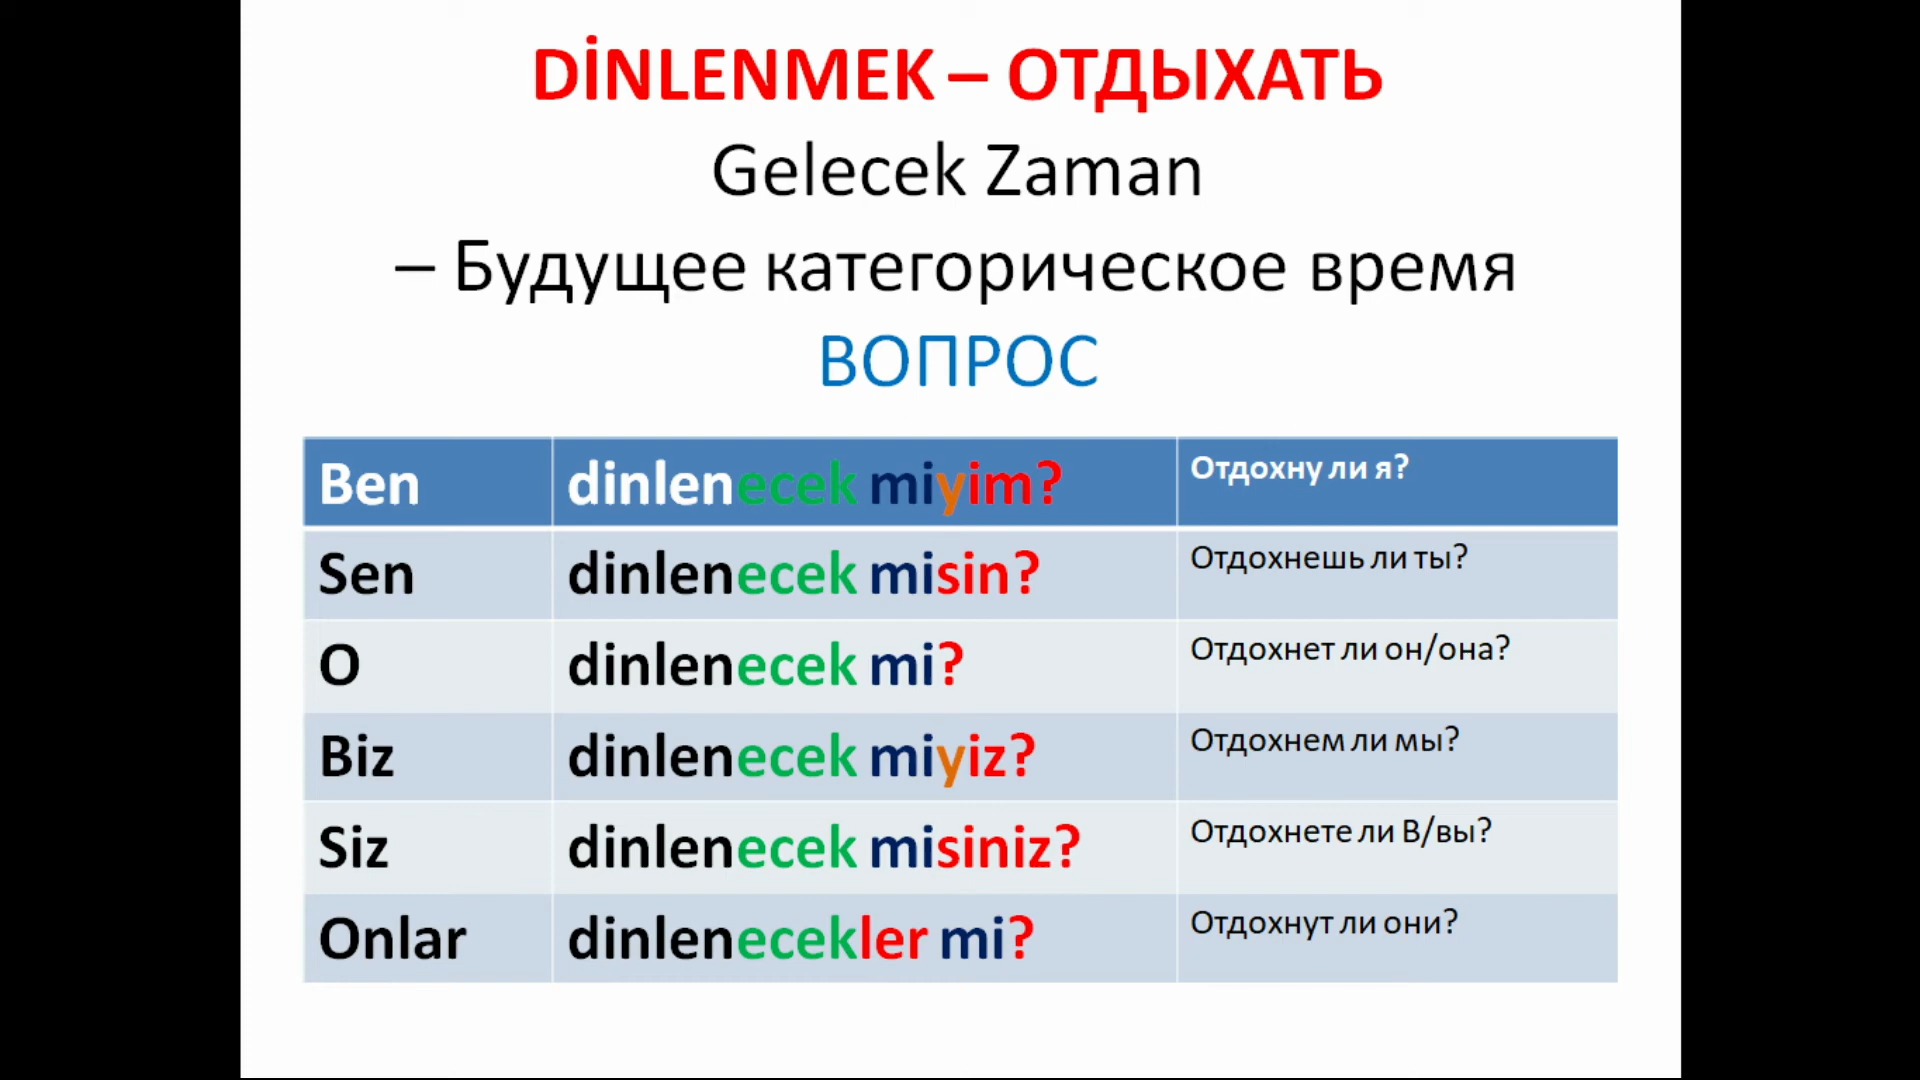 DİNLENMEK – ОТДЫХАТЬ
Gelecek Zaman
– Будущее категорическое время
ВОПРОС
Ben dinlenecek miyim? Отдохну ли я?
Sen dinlenecek misin? Отдохнешь ли ты?
O dinlenecek mi? Отдохнет ли он/она?
Biz dinlenecek miyiz? Отдохнем ли мы?
Siz dinlenecek misiniz? Отдохнете ли В/вы?
Onlar dinlenecekler mi? Отдохнут ли они?